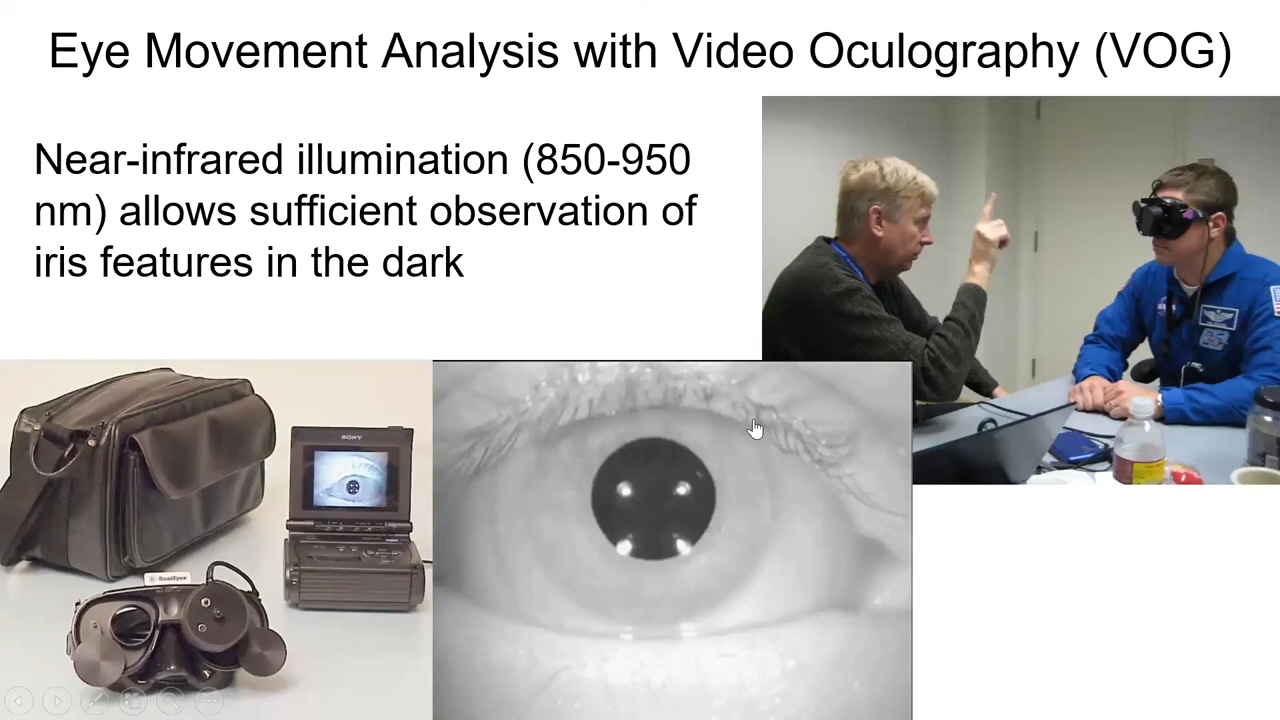 Eye Movement Analysis with Video Oculography (VOG)
Near-infrared illumination (850-950
nm) allows sufficient observation of
iris features in the dark
SONY
RealEyes